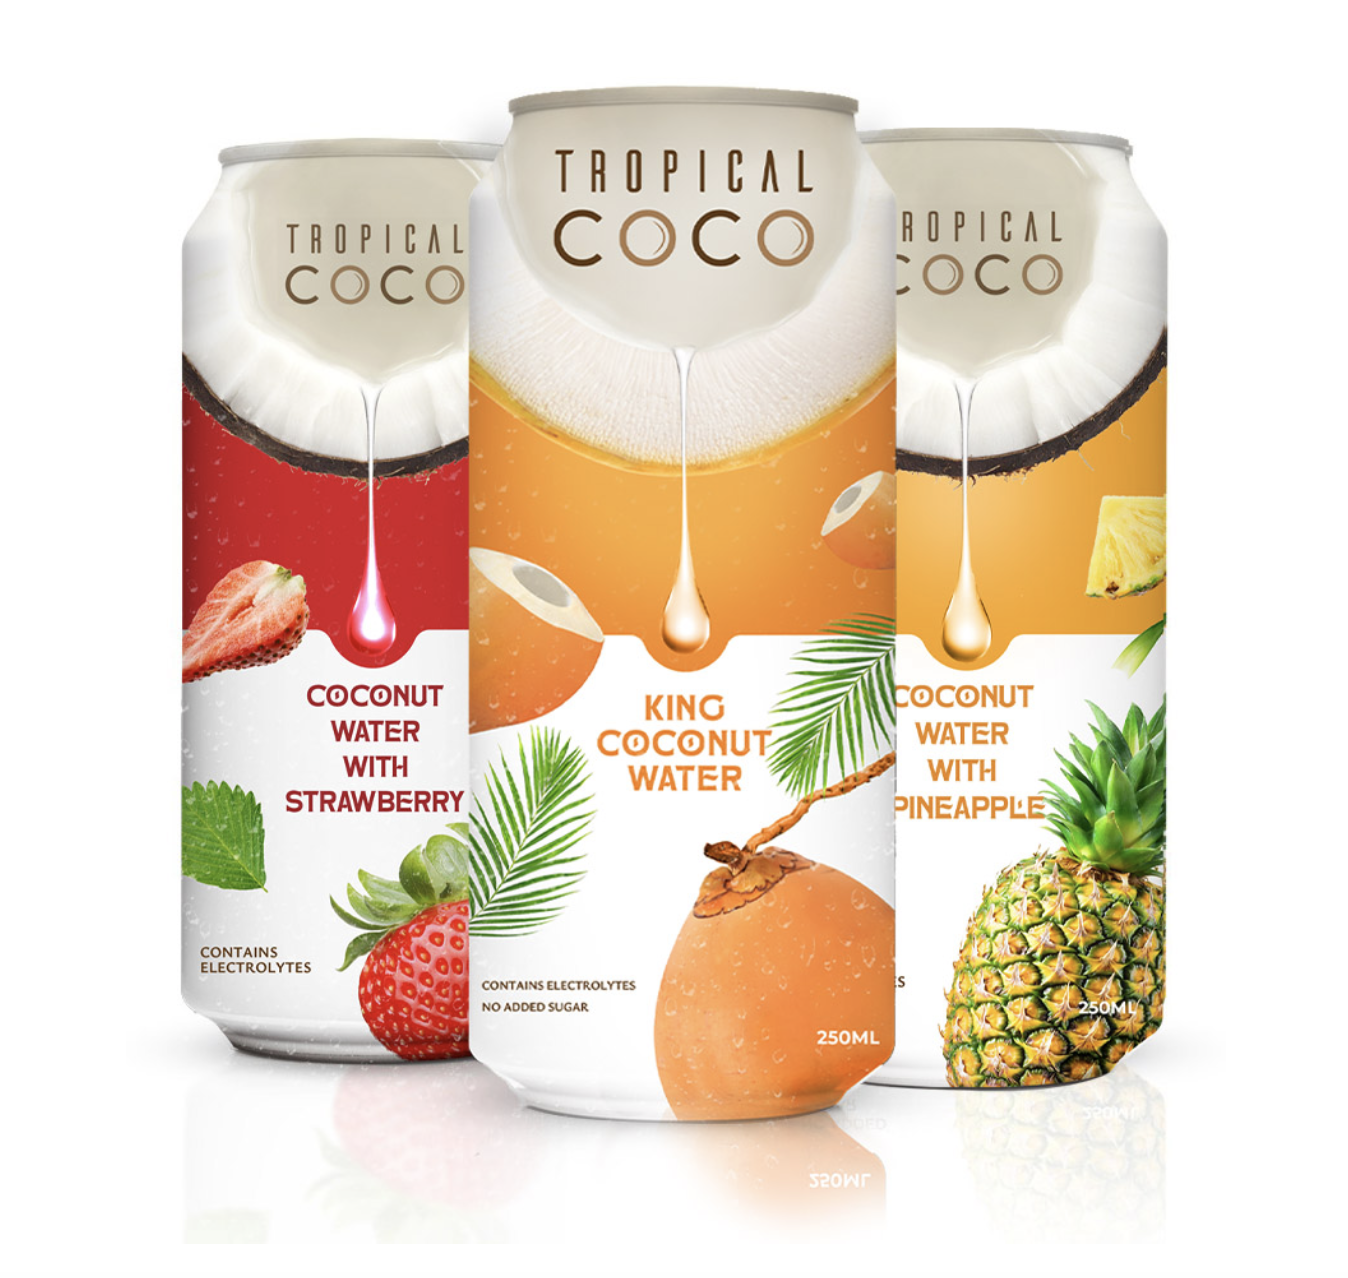 TROPICAL
COCO
COCONUT
WATER
WITH
STRAWBERRY
CONTAINS
ELECTROLYTES
TROPICAL
COCO
KING
COCONUT
WATER
CONTAINS ELECTROLYTES
NO ADDED SUGAR
250ML
ROPICAL
COCO
COCONUT
WATER
WITH
PINEAPPLE
ES
250ML